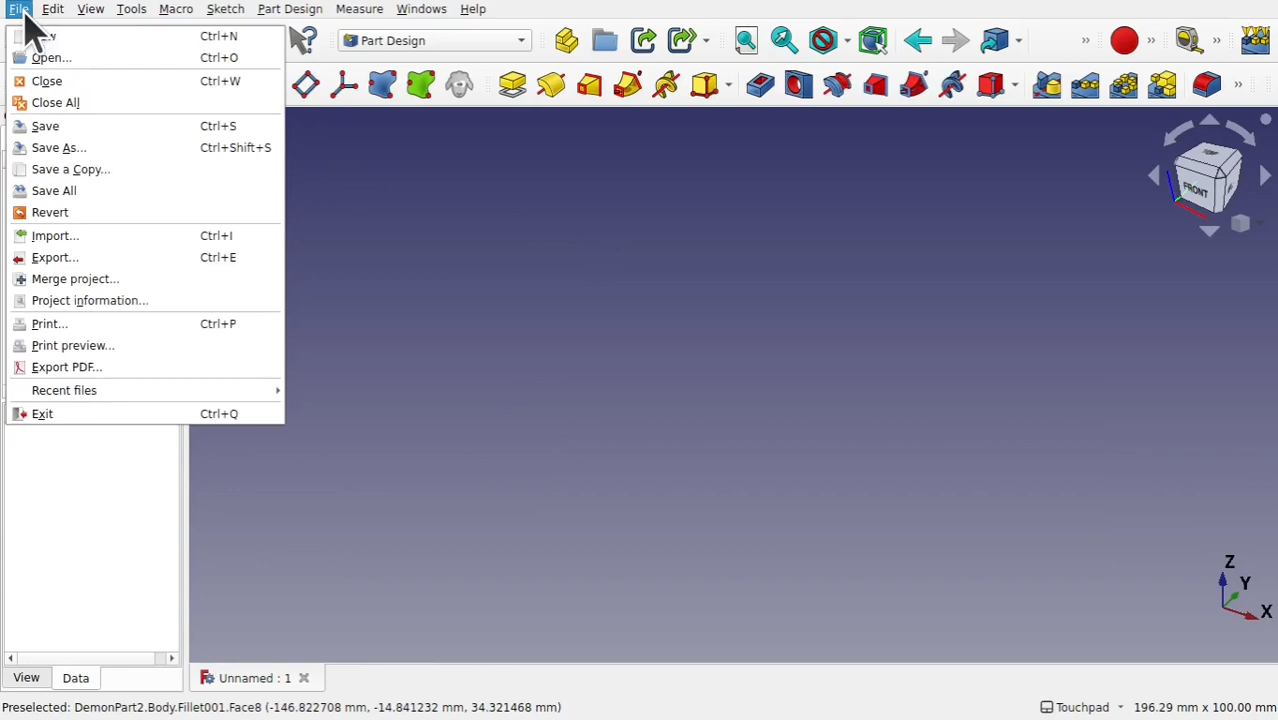 File Edit View Tools Macro Sketch Part Design Measure Windows Help
Ctrl+N
Part Design
Open... Ctrl+O
Close Ctrl+W
Close All
Save Ctrl+S
Save As... Ctrl+Shift+S
Save a Copy...
Save All
Revert
Import... Ctrl+I
Export... Ctrl+E
Merge project...
Project information...
Print... Ctrl+P
Print preview...
Export PDF...
Recent files
Exit Ctrl+Q
FRONT
Z
Y
X
View Data
Unnamed : 1
Preselected: DemonPart2.Body.Fillet001.Face8 (-146.822708 mm, -14.841232 mm, 34.321468 mm)
Touchpad 196.29 mm x 100.00 mm